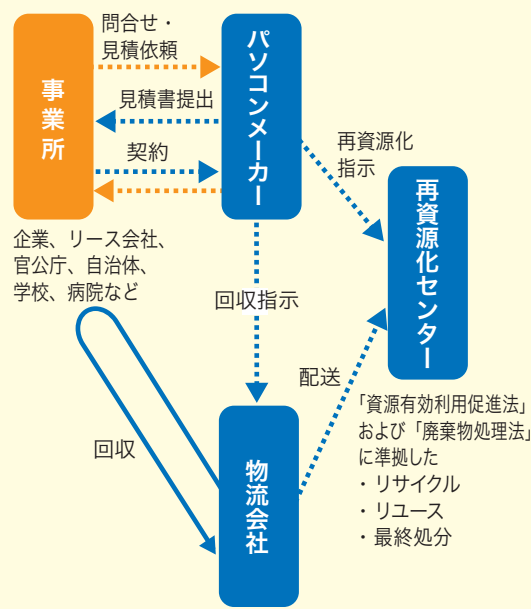 問合せ・
見積依頼
事業所
パソコンメーカー
見積書提出
契約
再資源化
指示
再資源化センター
企業、リース会社、
官公庁、自治体、
学校、病院など
回収指示
配送
回収
物流会社
「資源有効利用促進法」
および「廃棄物処理法」
に準拠した
・リサイクル
・リユース
・最終処分